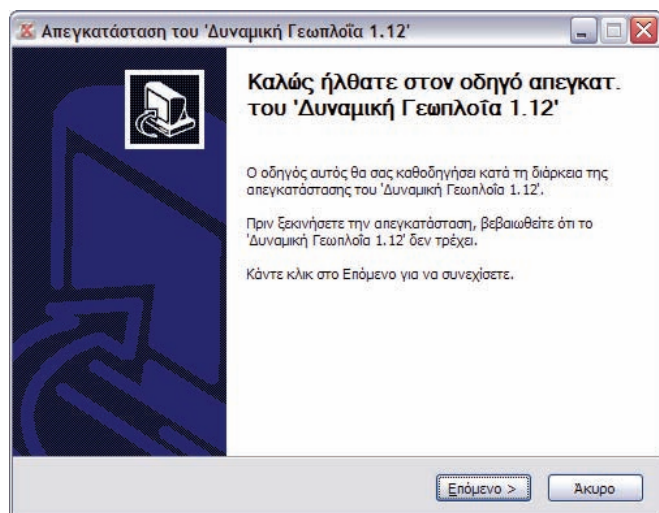 Απεγκατάσταση του 'Δυναμική Γεωπλοΐα 1.12'
Καλώς ήλθατε στον οδηγό απεγκατ.
του 'Δυναμική Γεωπλοΐα 1.12'
Ο οδηγός αυτός θα σας καθοδηγήσει κατά τη διάρκεια της
απεγκατάστασης του 'Δυναμική Γεωπλοΐα 1.12'.
Πριν ξεκινήσετε την απεγκατάσταση, βεβαιωθείτε ότι το
'Δυναμική Γεωπλοΐα 1.12' δεν τρέχει.
Κάντε κλικ στο Επόμενο για να συνεχίσετε.
Επόμενο >
Άκυρο